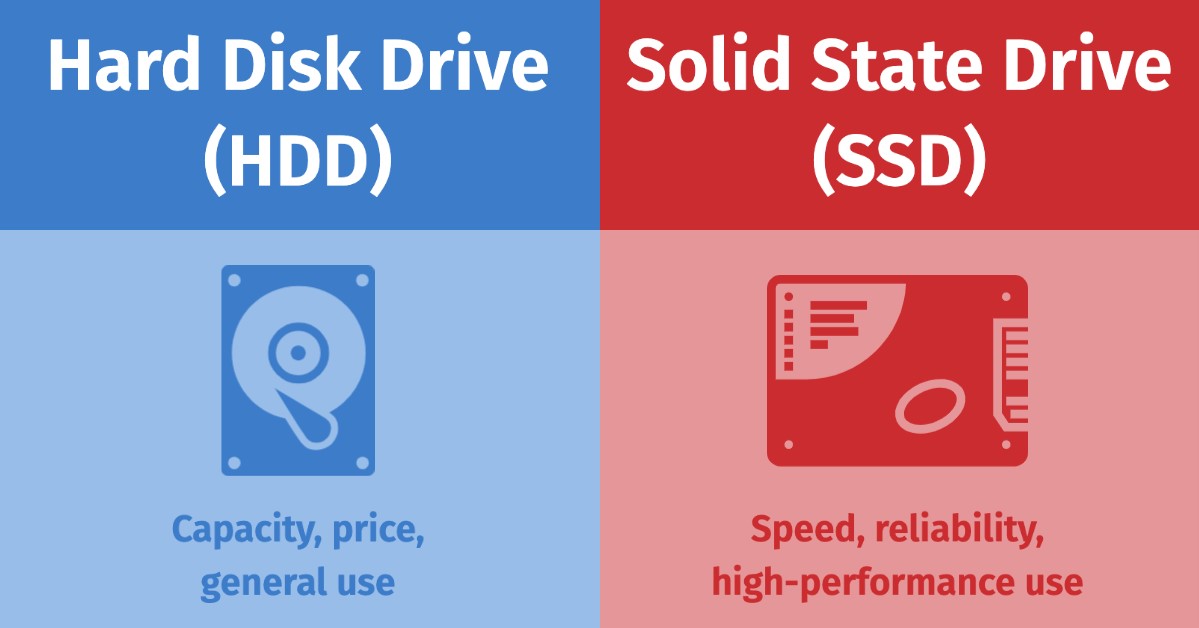 Hard Disk Drive
(HDD)
Solid State Drive
(SSD)
Capacity, price,
general use
Speed, reliability,
high-performance use